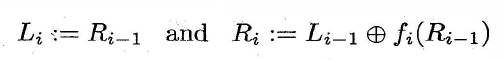 L_i := R_{i−1} and R_i := L_{i−1} ⊕ f_i(R_{i−1})